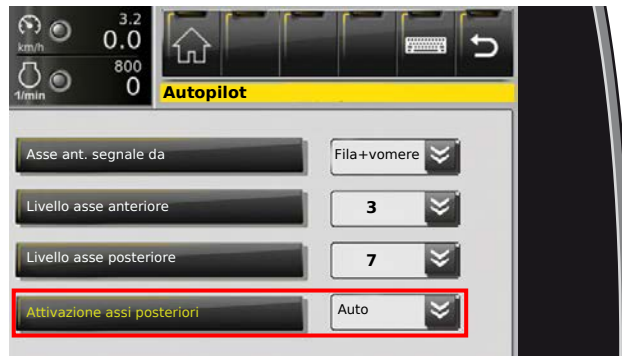 3.2
km/h 0.0
800
1/min 0
Autopilot
Asse ant. segnale da Fila+vomere
Livello asse anteriore 3
Livello asse posteriore 7
Attivazione assi posteriori Auto